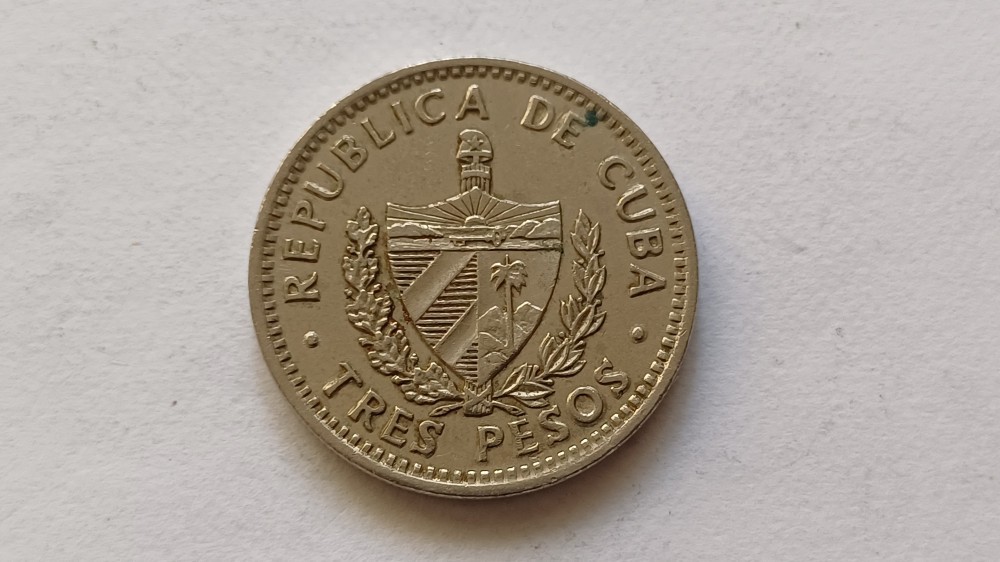 REPUBLICA DE CUBA
TRES PESOS